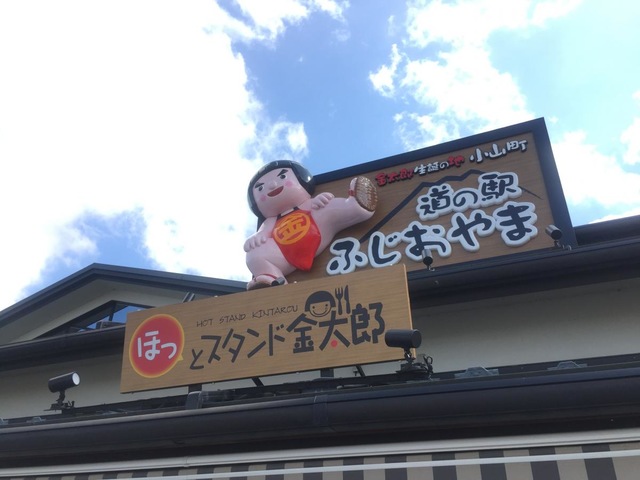 金太郎生誕の地 小山町
道の駅
ふじおやま
金
HOT STAND KINTAROU
ほっとスタンド金太郎